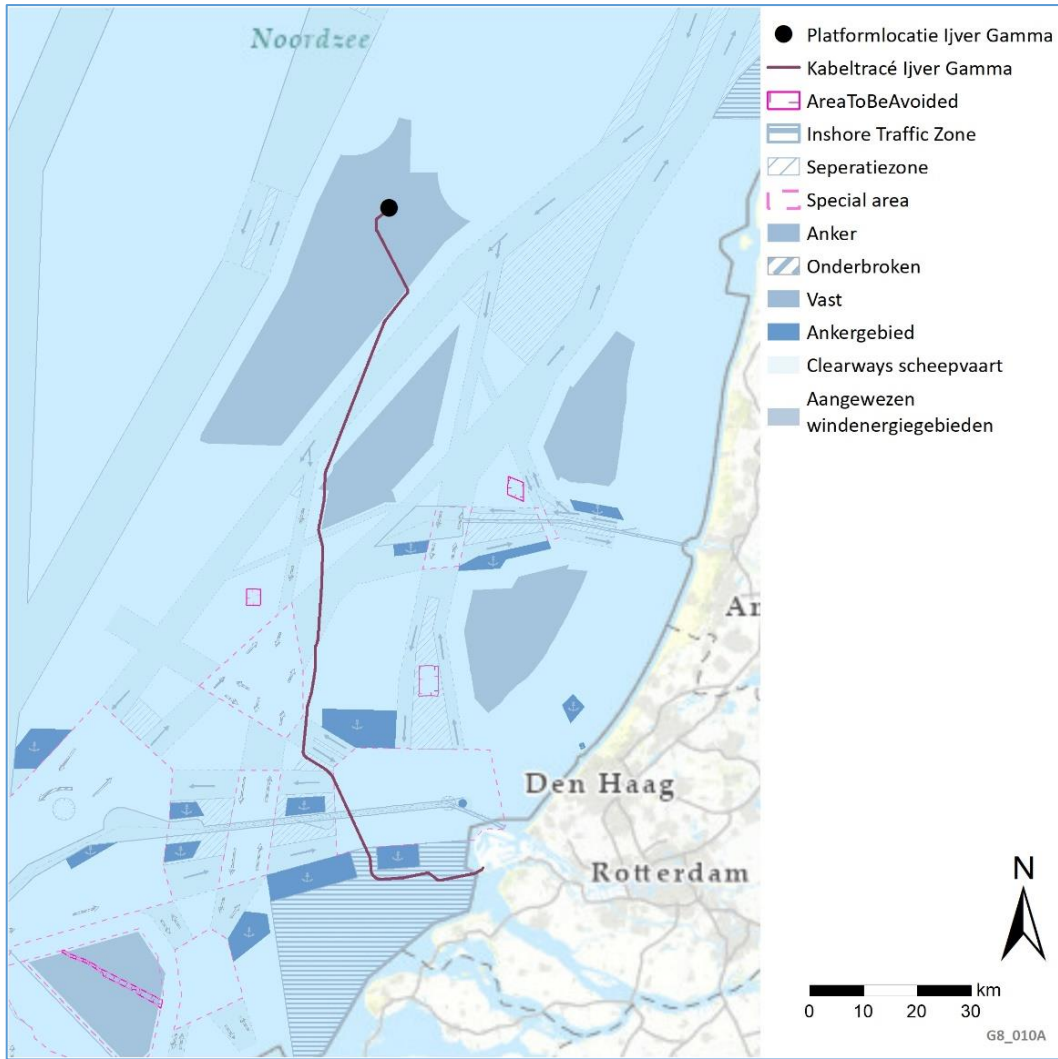 Noordzee
Den Haag
Rotterdam
Platformlocatie Ijver Gamma
Kabeltracé Ijver Gamma
AreaToBeAvoided
Inshore Traffic Zone
Seperatiezone
Special area
Anker
Onderbroken
Vast
Ankergebied
Clearways scheepvaart
Aangewezen
windenergiegebieden
N
km
0 10 20 30
G8_010A